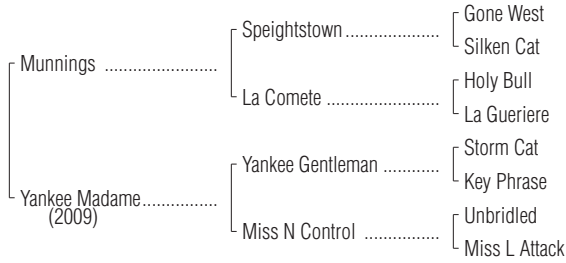 Gone West
Speightstown
Silken Cat
Munnings
Holy Bull
La Comete
La Gueriere
Storm Cat
Yankee Gentleman
Key Phrase
Yankee Madame
(2009)
Unbridled
Miss N Control
Miss L Attack